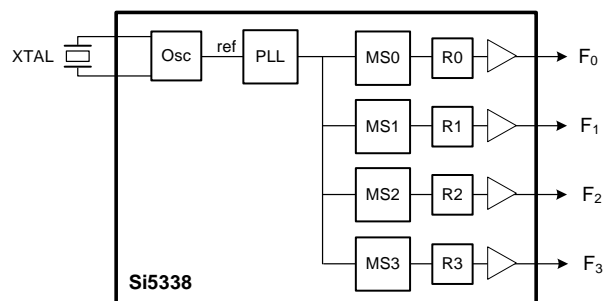 XTAL
Osc
ref
PLL
MS0
R0
F0
MS1
R1
F1
MS2
R2
F2
MS3
R3
F3
Si5338